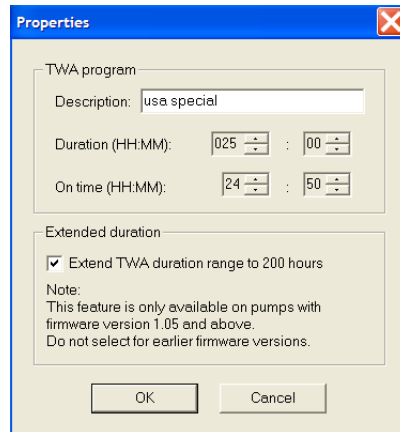 Properties
TWA program
Description: usa special
Duration (HH:MM): 025 : 00
On time (HH:MM): 24 : 50
Extended duration
Extend TWA duration range to 200 hours
Note:
This feature is only available on pumps with
firmware version 1.05 and above.
Do not select for earlier firmware versions.
OK Cancel